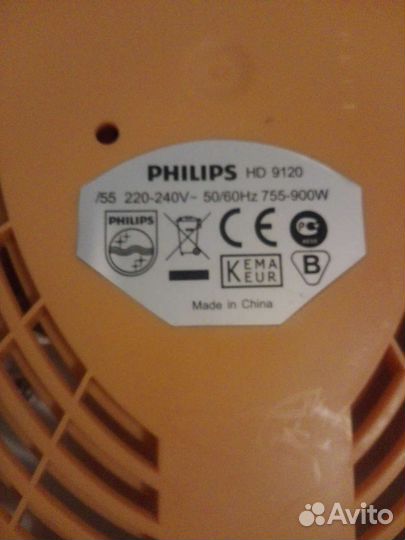 PHILIPS HD 9120
/55 220-240V~ 50/60Hz 755-900W
PHILIPS
CE
P
KEMA
KEUR
B
Made in China
Avito